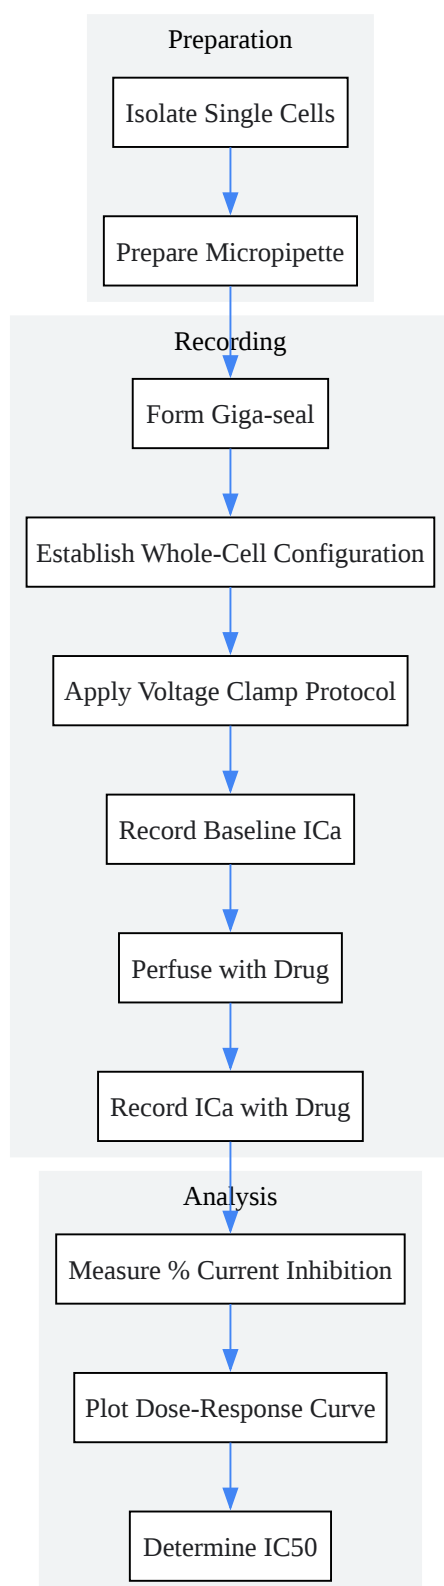 Preparation
Isolate Single Cells
Prepare Micropipette
Recording
Form Giga-seal
Establish Whole-Cell Configuration
Apply Voltage Clamp Protocol
Record Baseline ICa
Perfuse with Drug
Record ICa with Drug
Analysis
Measure % Current Inhibition
Plot Dose-Response Curve
Determine IC50